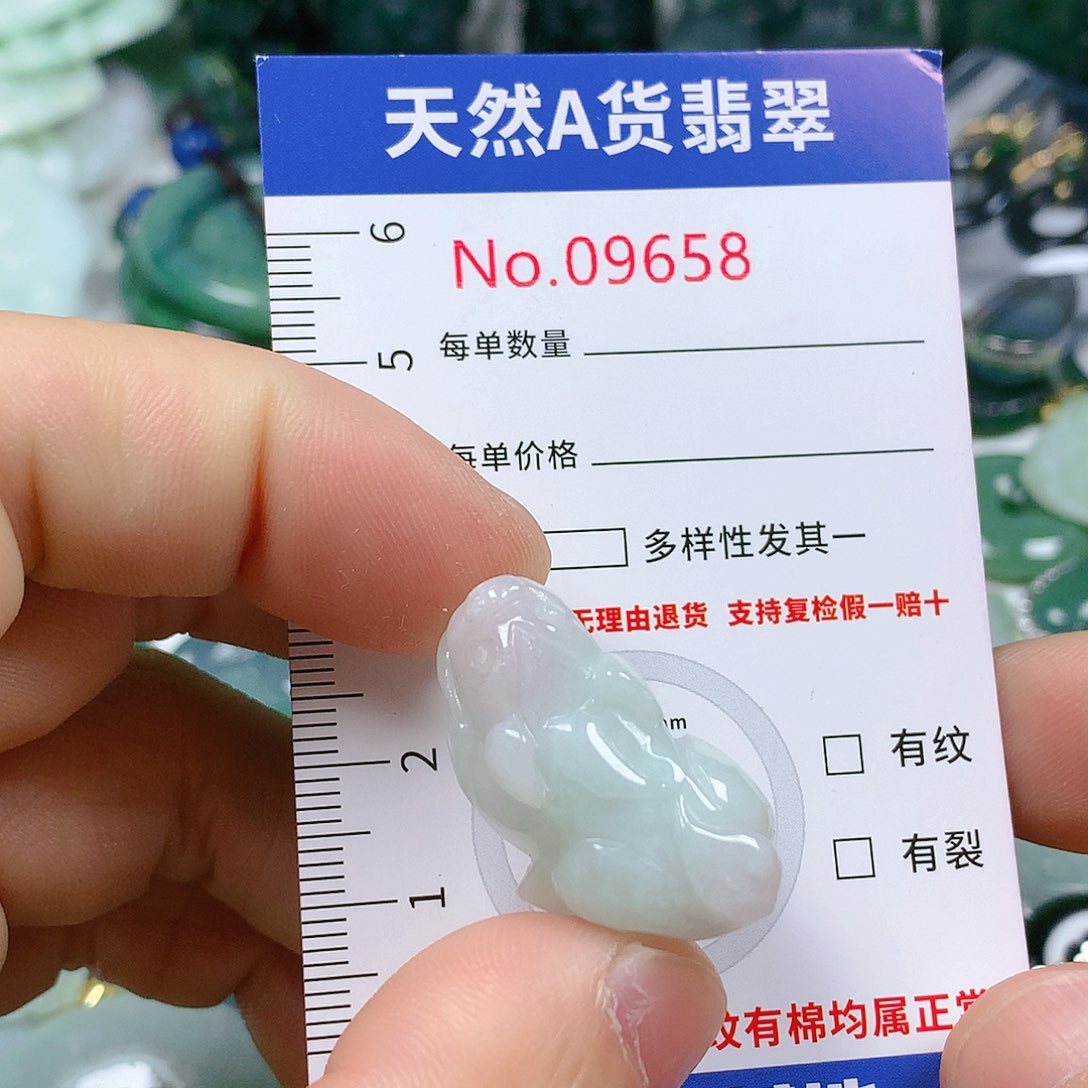 天然A货翡翠
No.09658
6
5
每单数量
每单价格
多样性发其一
无理由退货 支持复检假一赔十
mm
2
有纹
有裂
1
纹有棉均属正常